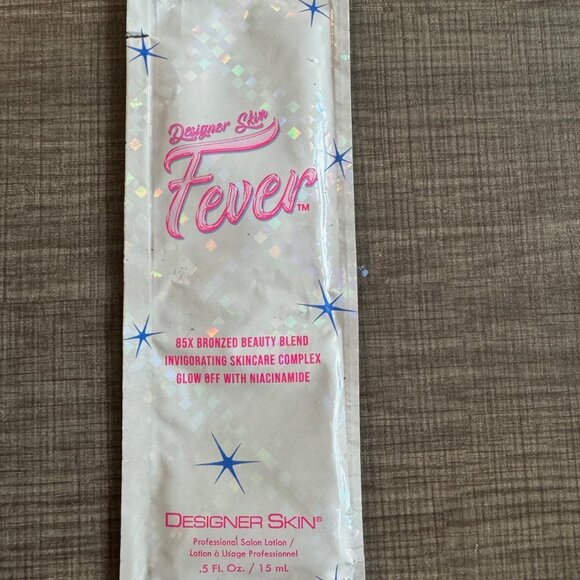 Designer Skin
Fever™
85X BRONZED BEAUTY BLEND
INVIGORATING SKINCARE COMPLEX
GLOW OFF WITH NIACINAMIDE
DESIGNER SKIN®
Professional Salon Lotion /
Lotion à Usage Professionnel
.5 Fl. Oz. / 15 mL